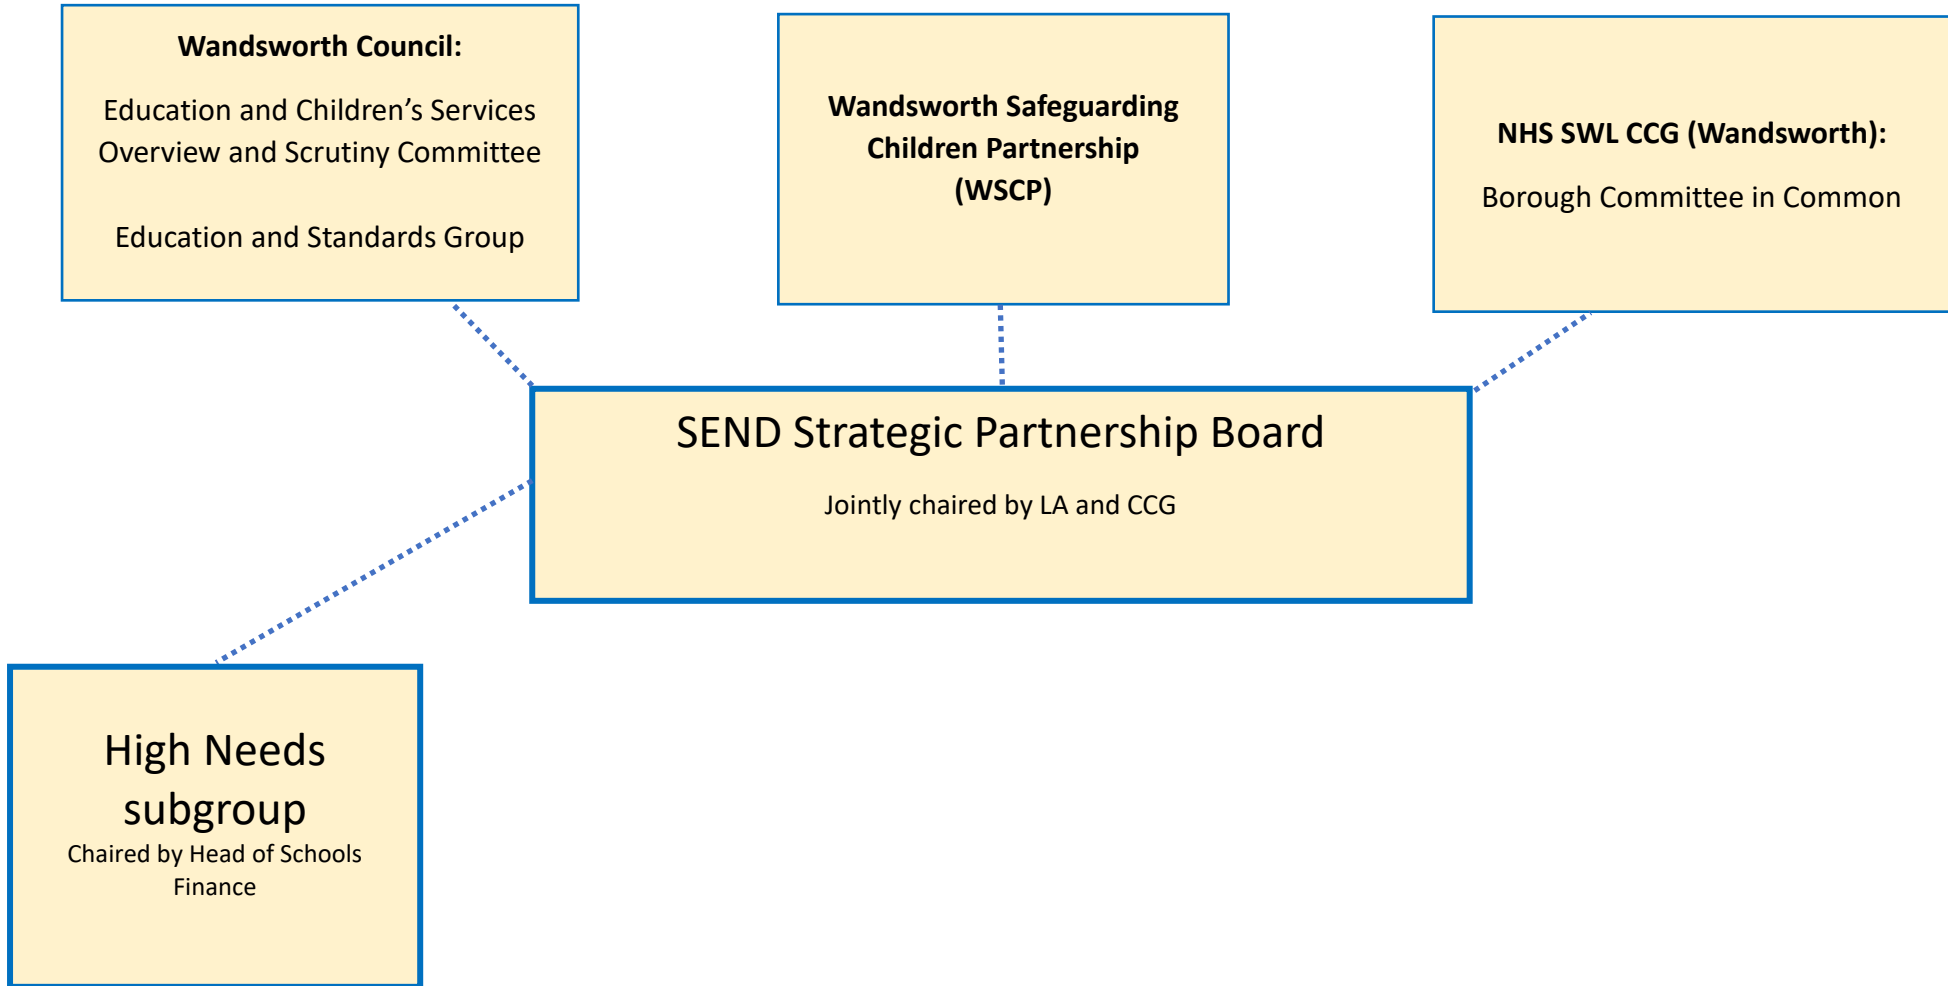 Wandsworth Council:
Education and Children’s Services
Overview and Scrutiny Committee
Education and Standards Group
Wandsworth Safeguarding
Children Partnership
(WSCP)
NHS SWL CCG (Wandsworth):
Borough Committee in Common
SEND Strategic Partnership Board
Jointly chaired by LA and CCG
High Needs
subgroup
Chaired by Head of Schools
Finance